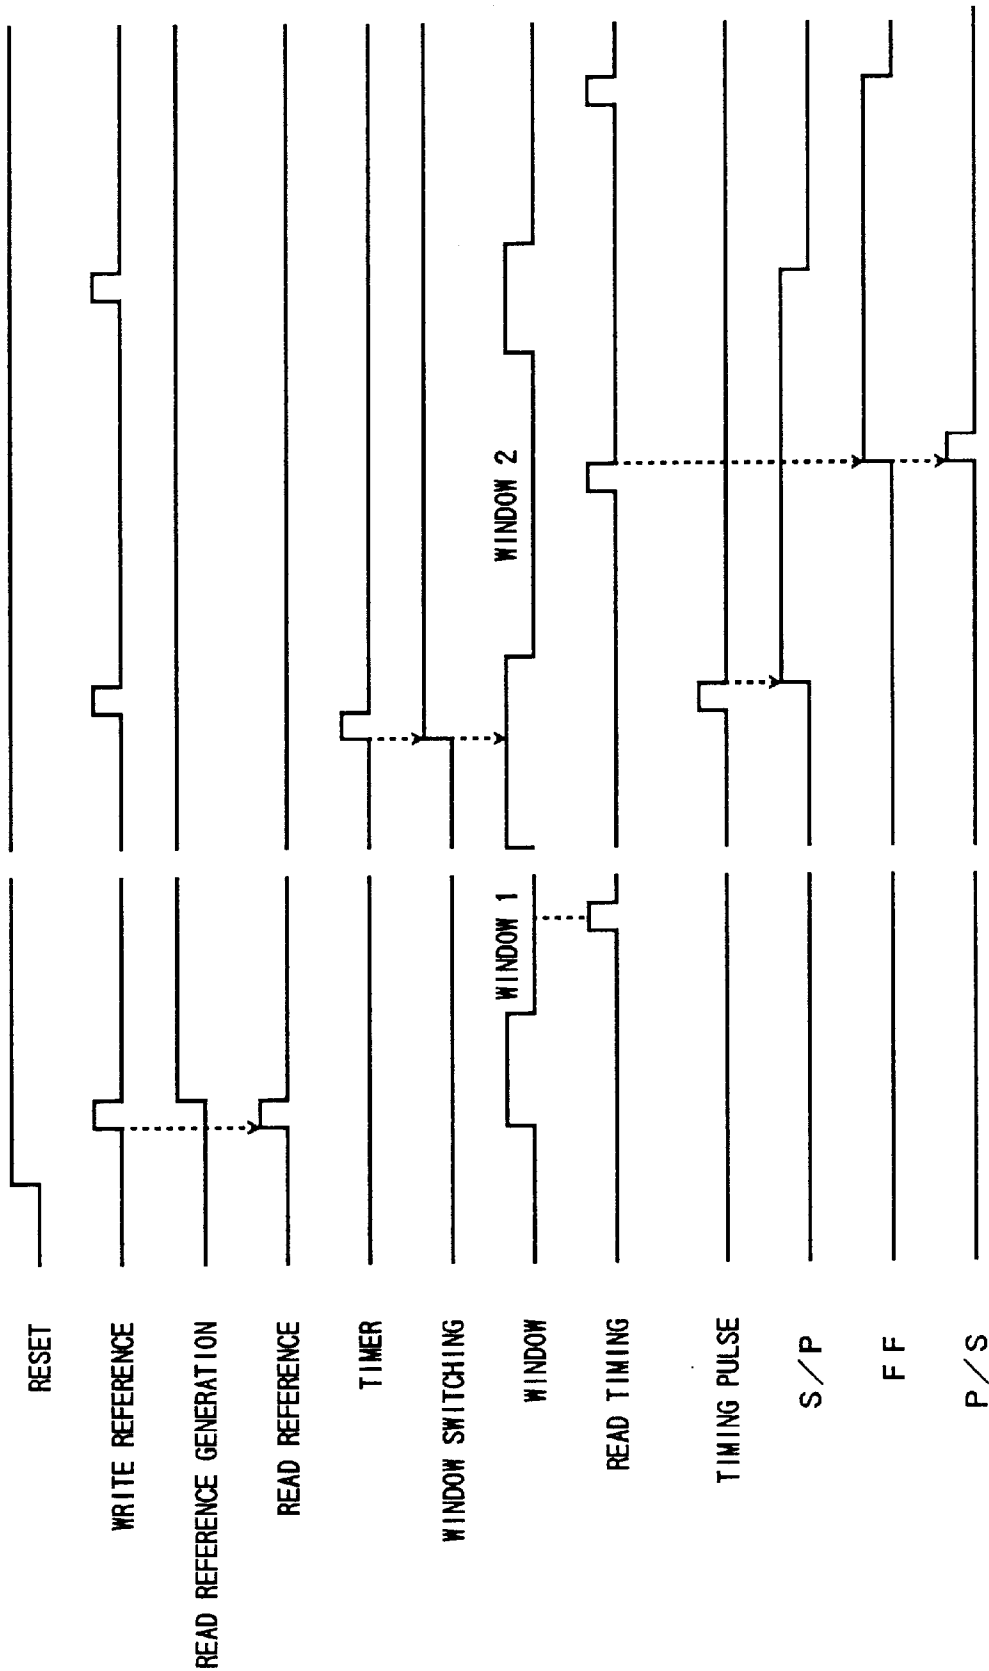 RESET
WRITE REFERENCE
READ REFERENCE GENERATION
READ REFERENCE
TIMER
WINDOW SWITCHING
WINDOW
WINDOW 1
WINDOW 2
READ TIMING
TIMING PULSE
S/P
FF
P/S